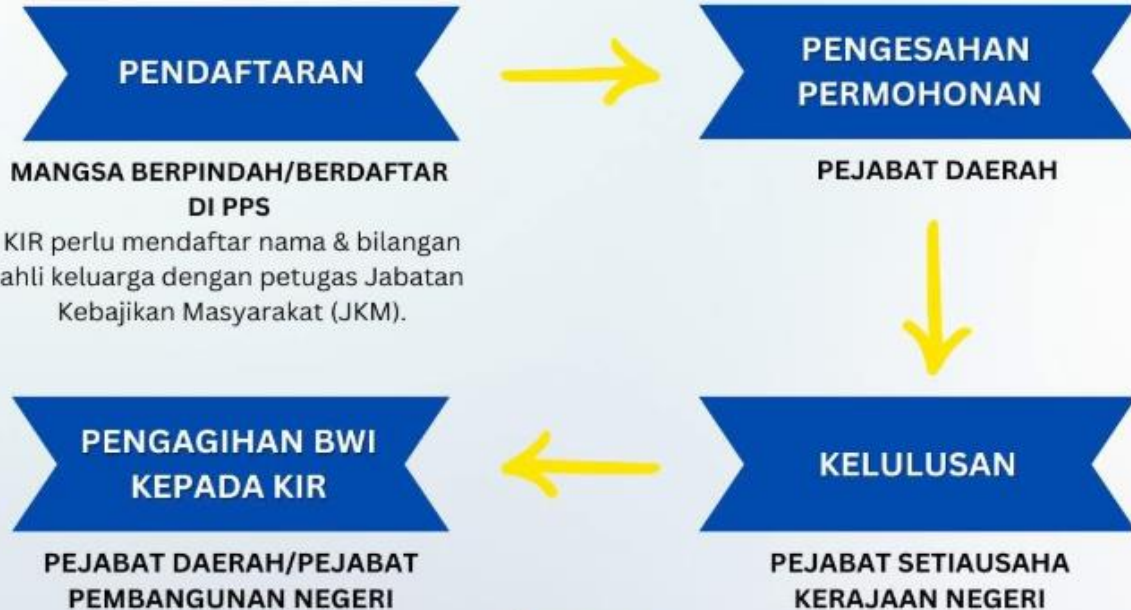 PENDAFTARAN
MANGSA BERPINDAH/BERDAFTAR
DI PPS
KIR perlu mendaftar nama & bilangan
ahli keluarga dengan petugas Jabatan
Kebajikan Masyarakat (JKM).
PENGESAHAN
PERMOHONAN
PEJABAT DAERAH
KELULUSAN
PEJABAT SETIAUSAHA
KERAJAAN NEGERI
PENGAGIHAN BWI
KEPADA KIR
PEJABAT DAERAH/PEJABAT
PEMBANGUNAN NEGERI